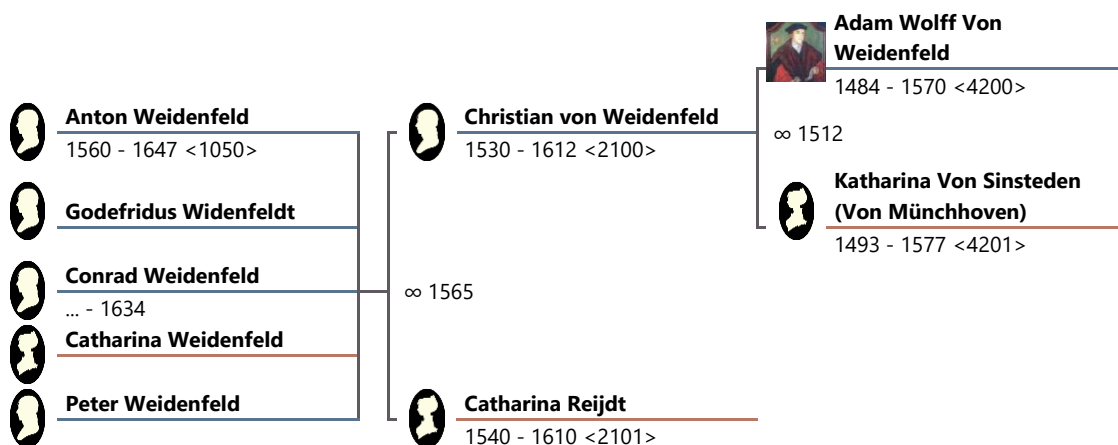 Adam Wolff Von
Weidenfeld
1484 - 1570 <4200>
Anton Weidenfeld
1560 - 1647 <1050>
Christian von Weidenfeld
1530 - 1612 <2100>
∞ 1512
Godefridus Widenfeldt
Katharina Von Sinsteden
(Von Münchhoven)
1493 - 1577 <4201>
Conrad Weidenfeld
... - 1634
∞ 1565
Catharina Weidenfeld
Peter Weidenfeld
Catharina Reijdt
1540 - 1610 <2101>